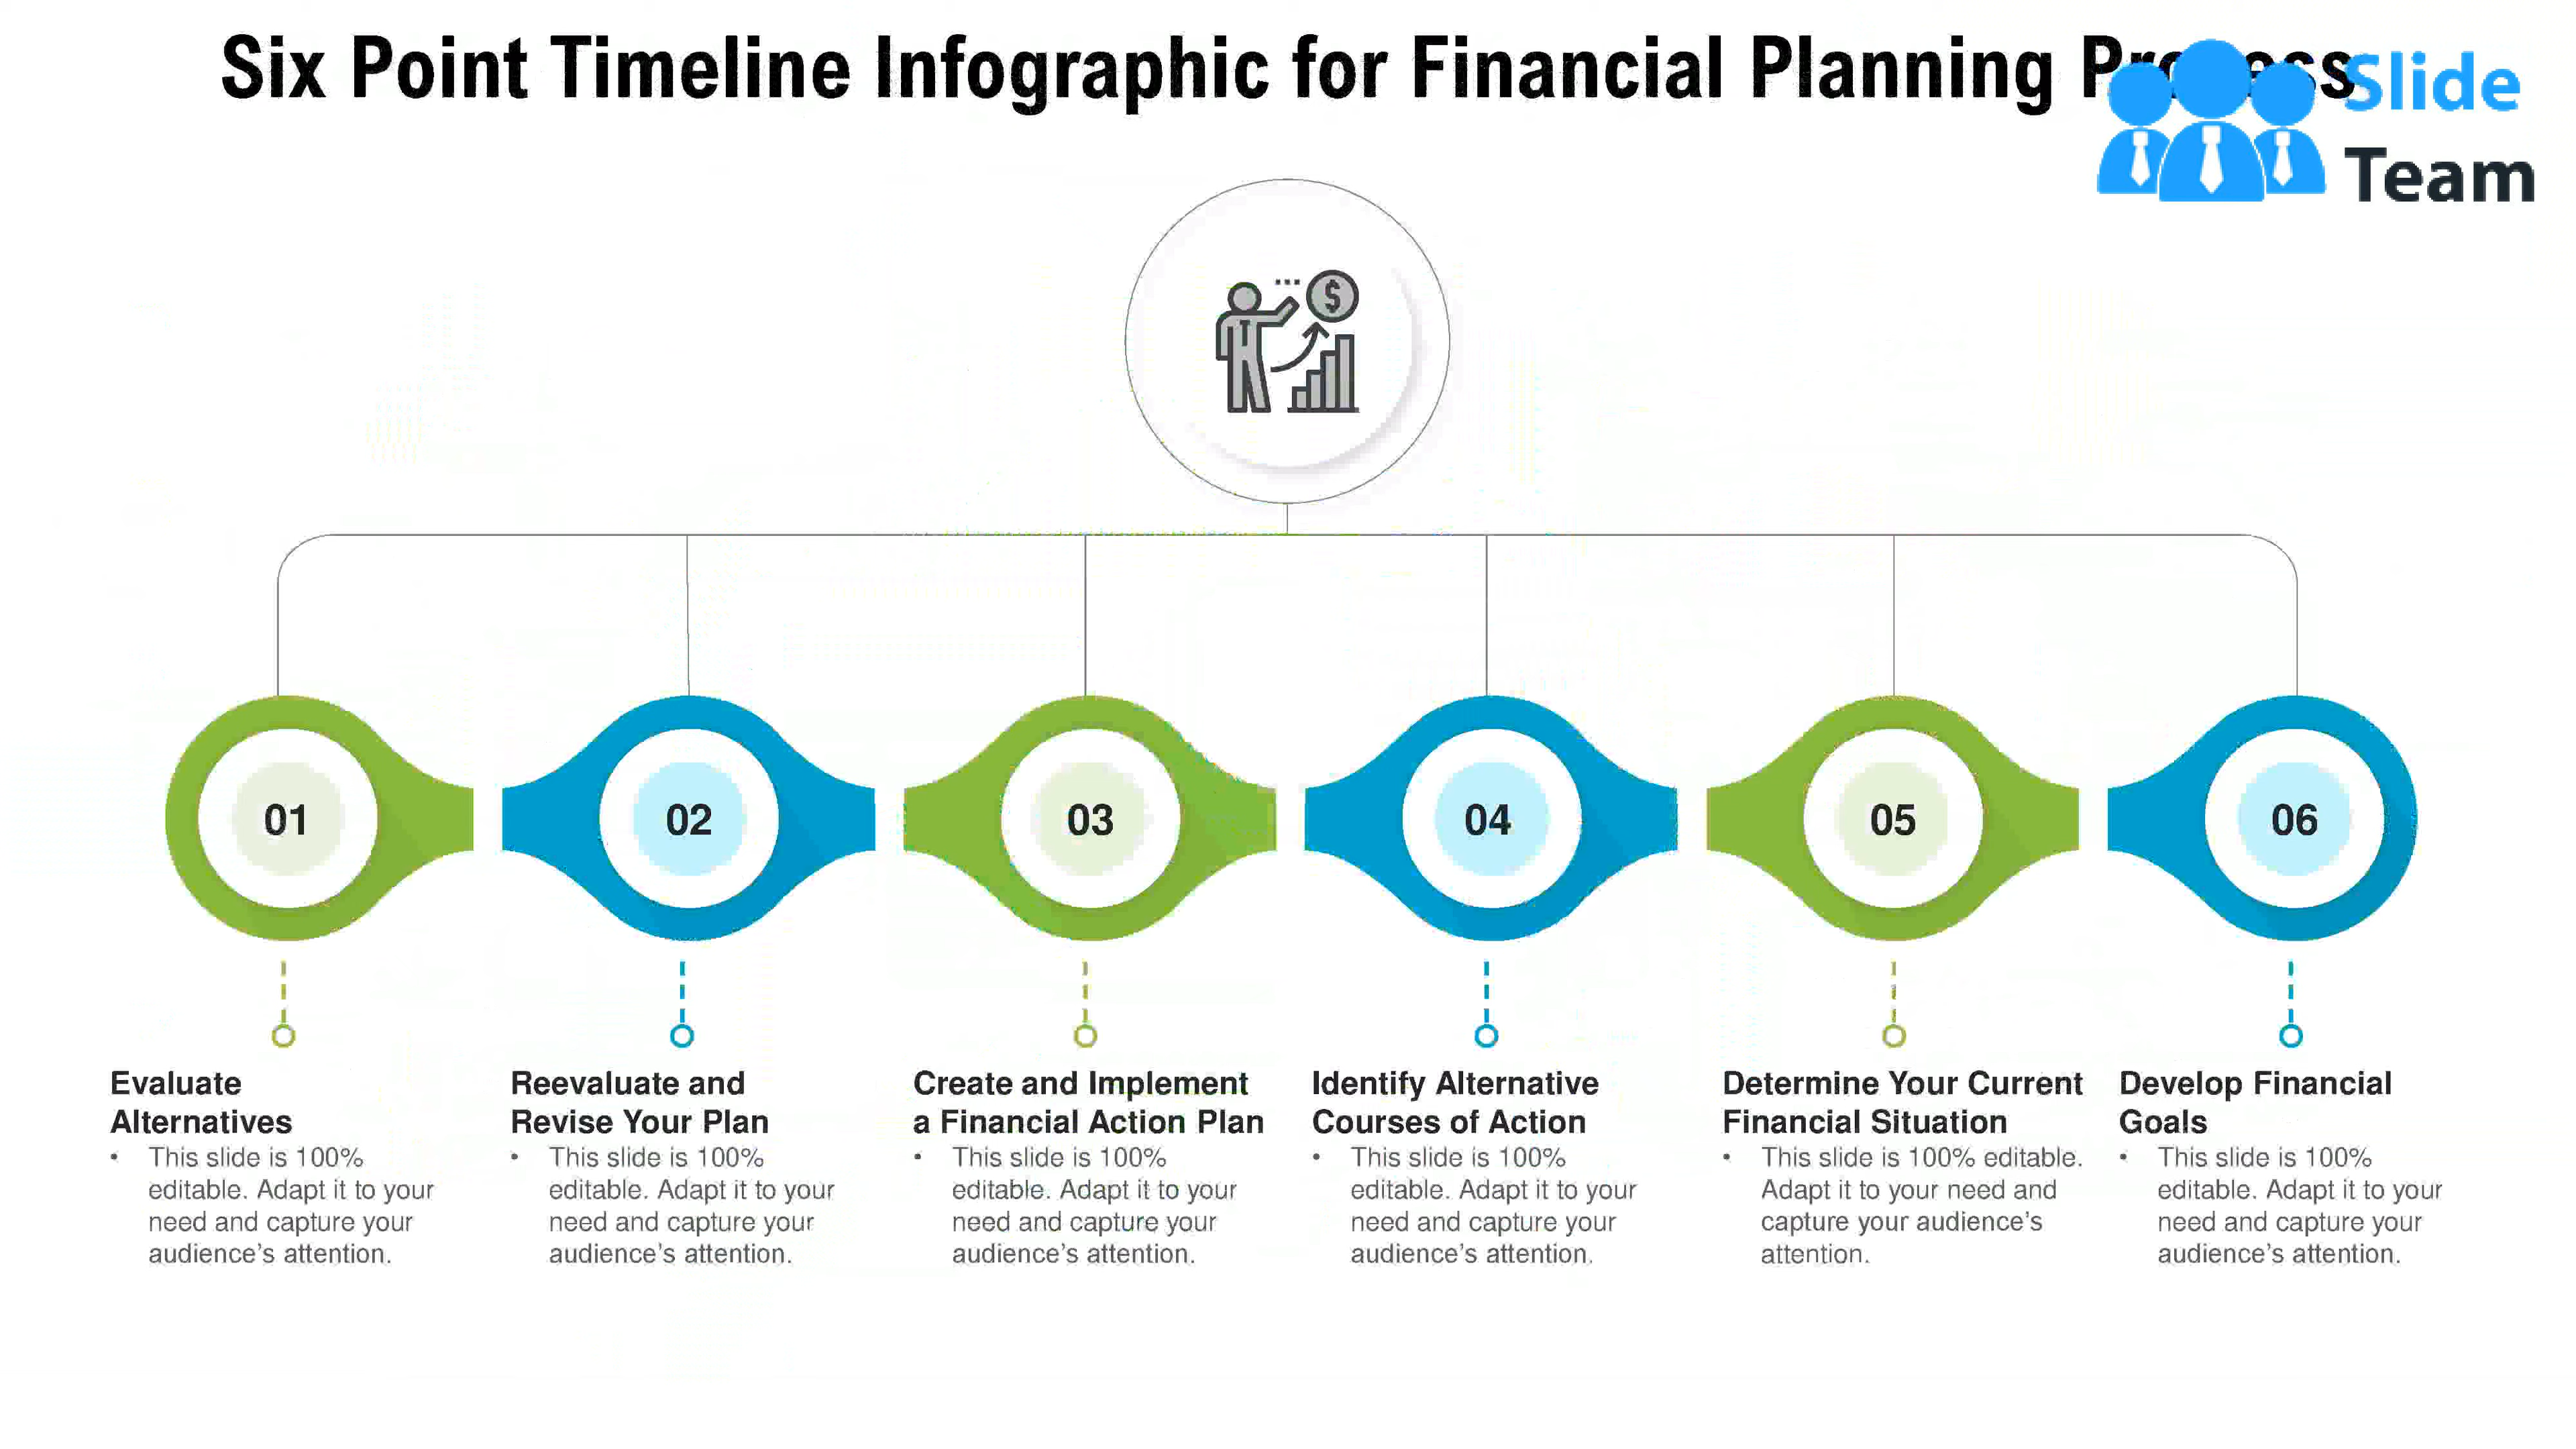 Six Point Timeline Infographic for Financial Planning Process
Slide
Team
$
01
02
03
04
05
06
Evaluate
Alternatives
• This slide is 100%
editable. Adapt it to your
need and capture your
audience's attention.
Reevaluate and
Revise Your Plan
• This slide is 100%
editable. Adapt it to your
need and capture your
audience's attention.
Create and Implement
a Financial Action Plan
• This slide is 100%
editable. Adapt it to your
need and capture your
audience's attention.
Identify Alternative
Courses of Action
• This slide is 100%
editable. Adapt it to your
need and capture your
audience's attention.
Determine Your Current
Financial Situation
• This slide is 100% editable.
Adapt it to your need and
capture your audience's
attention.
Develop Financial
Goals
• This slide is 100%
editable. Adapt it to your
need and capture your
audience's attention.